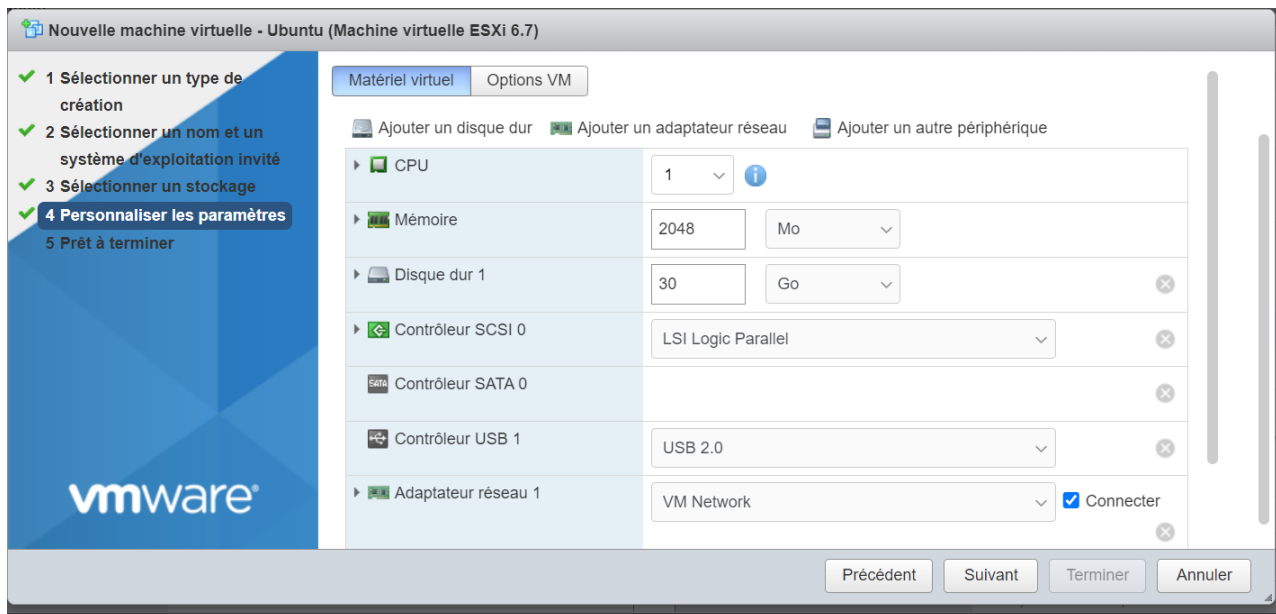 Nouvelle machine virtuelle - Ubuntu (Machine virtuelle ESXi 6.7)
1 Sélectionner un type de
création
2 Sélectionner un nom et un
système d'exploitation invité
3 Sélectionner un stockage
4 Personnaliser les paramètres
5 Prêt à terminer
vmware
Matériel virtuel Options VM
Ajouter un disque dur Ajouter un adaptateur réseau Ajouter un autre périphérique
CPU 1
Mémoire 2048 Mo
Disque dur 1 30 Go
Contrôleur SCSI 0 LSI Logic Parallel
SATA Contrôleur SATA 0
Contrôleur USB 1 USB 2.0
Adaptateur réseau 1 VM Network Connecter
Précédent Suivant Terminer Annuler